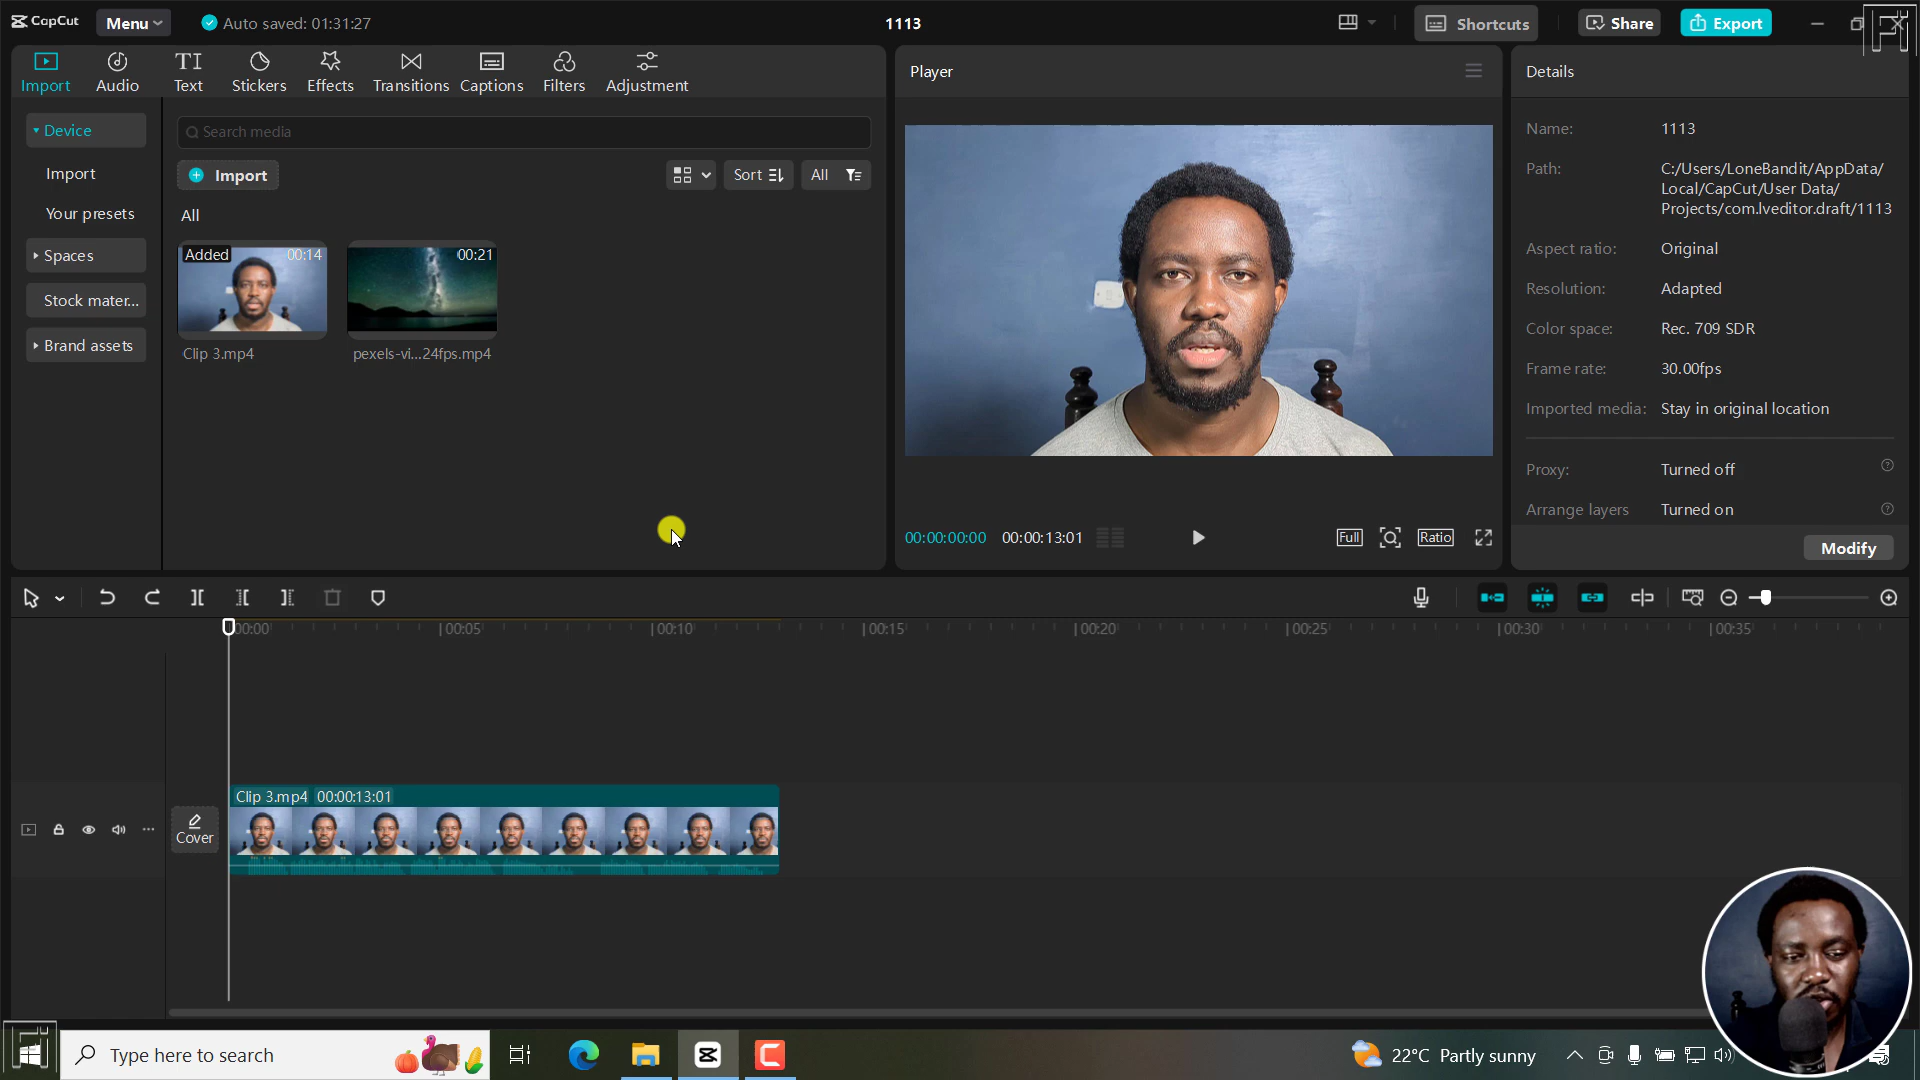 CapCut
Menu
Auto saved: 01:31:27
1113
Shortcuts
Share
Export
Import
Audio
TI
Text
Stickers
Effects
Transitions
Captions
Filters
Adjustment
Player
Details
Device
Import
Your presets
Spaces
Stock mater...
Brand assets
Search media
Import
Sort
All
All
Added
00:14
00:21
Clip 3.mp4
pexels-vi...24fps.mp4
00:00:00:00
00:00:13:01
Full
Ratio
Name:
1113
Path:
C:/Users/LoneBandit/AppData/
Local/CapCut/User Data/
Projects/com.lveditor.draft/1113
Aspect ratio:
Original
Resolution:
Adapted
Color space:
Rec. 709 SDR
Frame rate:
30.00fps
Imported media:
Stay in original location
Proxy:
Turned off
Arrange layers
Turned on
Modify
00:00
00:05
00:10
00:15
00:20
00:25
00:30
00:35
Clip 3.mp4
00:00:13:01
Cover
Type here to search
22°C
Partly sunny